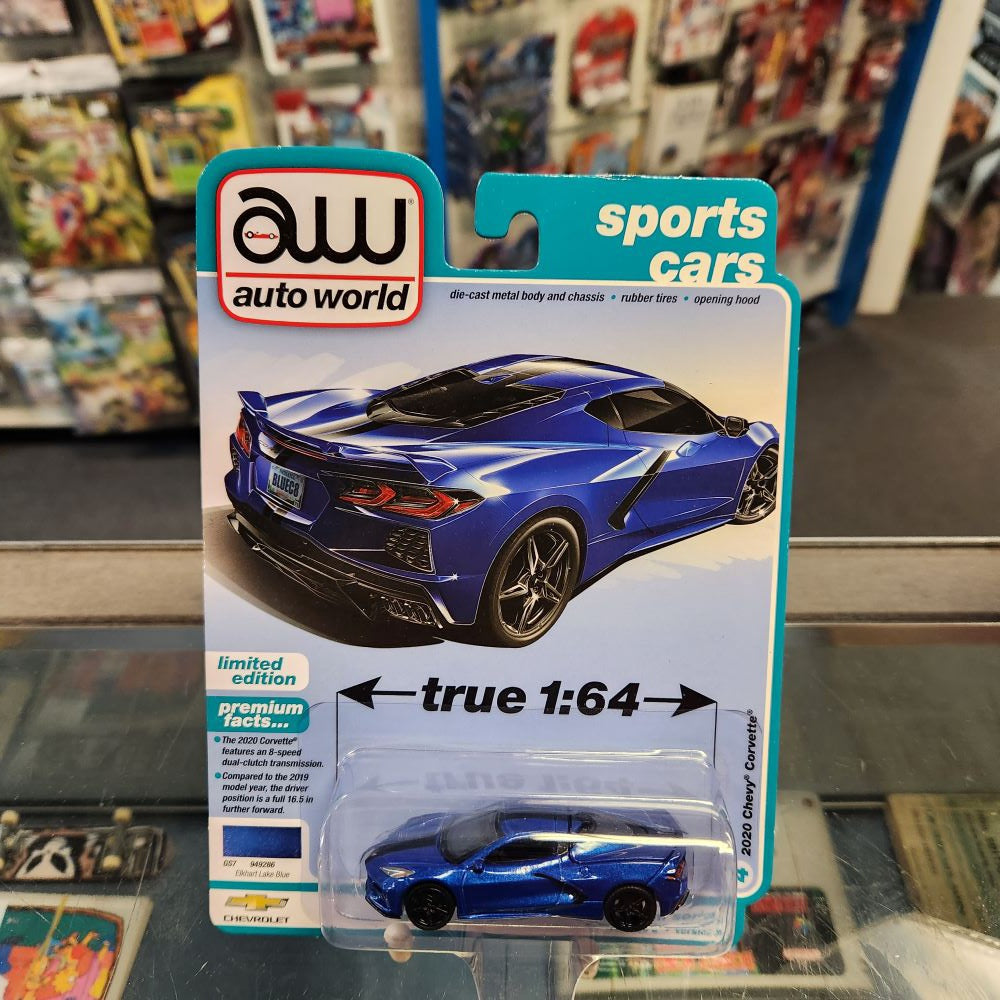 aw®
auto world
sports
cars
die-cast metal body and chassis • rubber tires • opening hood
BLUEC8
limited
edition
true 1:64
premium
facts...
• The 2020 Corvette®
features an 8-speed
dual-clutch transmission.
• Compared to the 2019
model year, the driver
position is a full 16.5 in
further forward.
GS7 949286
Elkhart Lake Blue
CHEVROLET
2020 Chevy® Corvette®